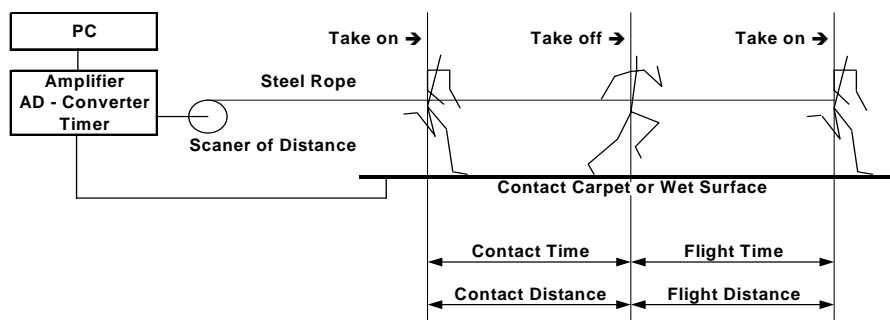 PC
Amplifier
AD - Converter
Timer
Steel Rope
Scaner of Distance
Take on ➔
Take off ➔
Take on ➔
Contact Carpet or Wet Surface
Contact Time
Flight Time
Contact Distance
Flight Distance